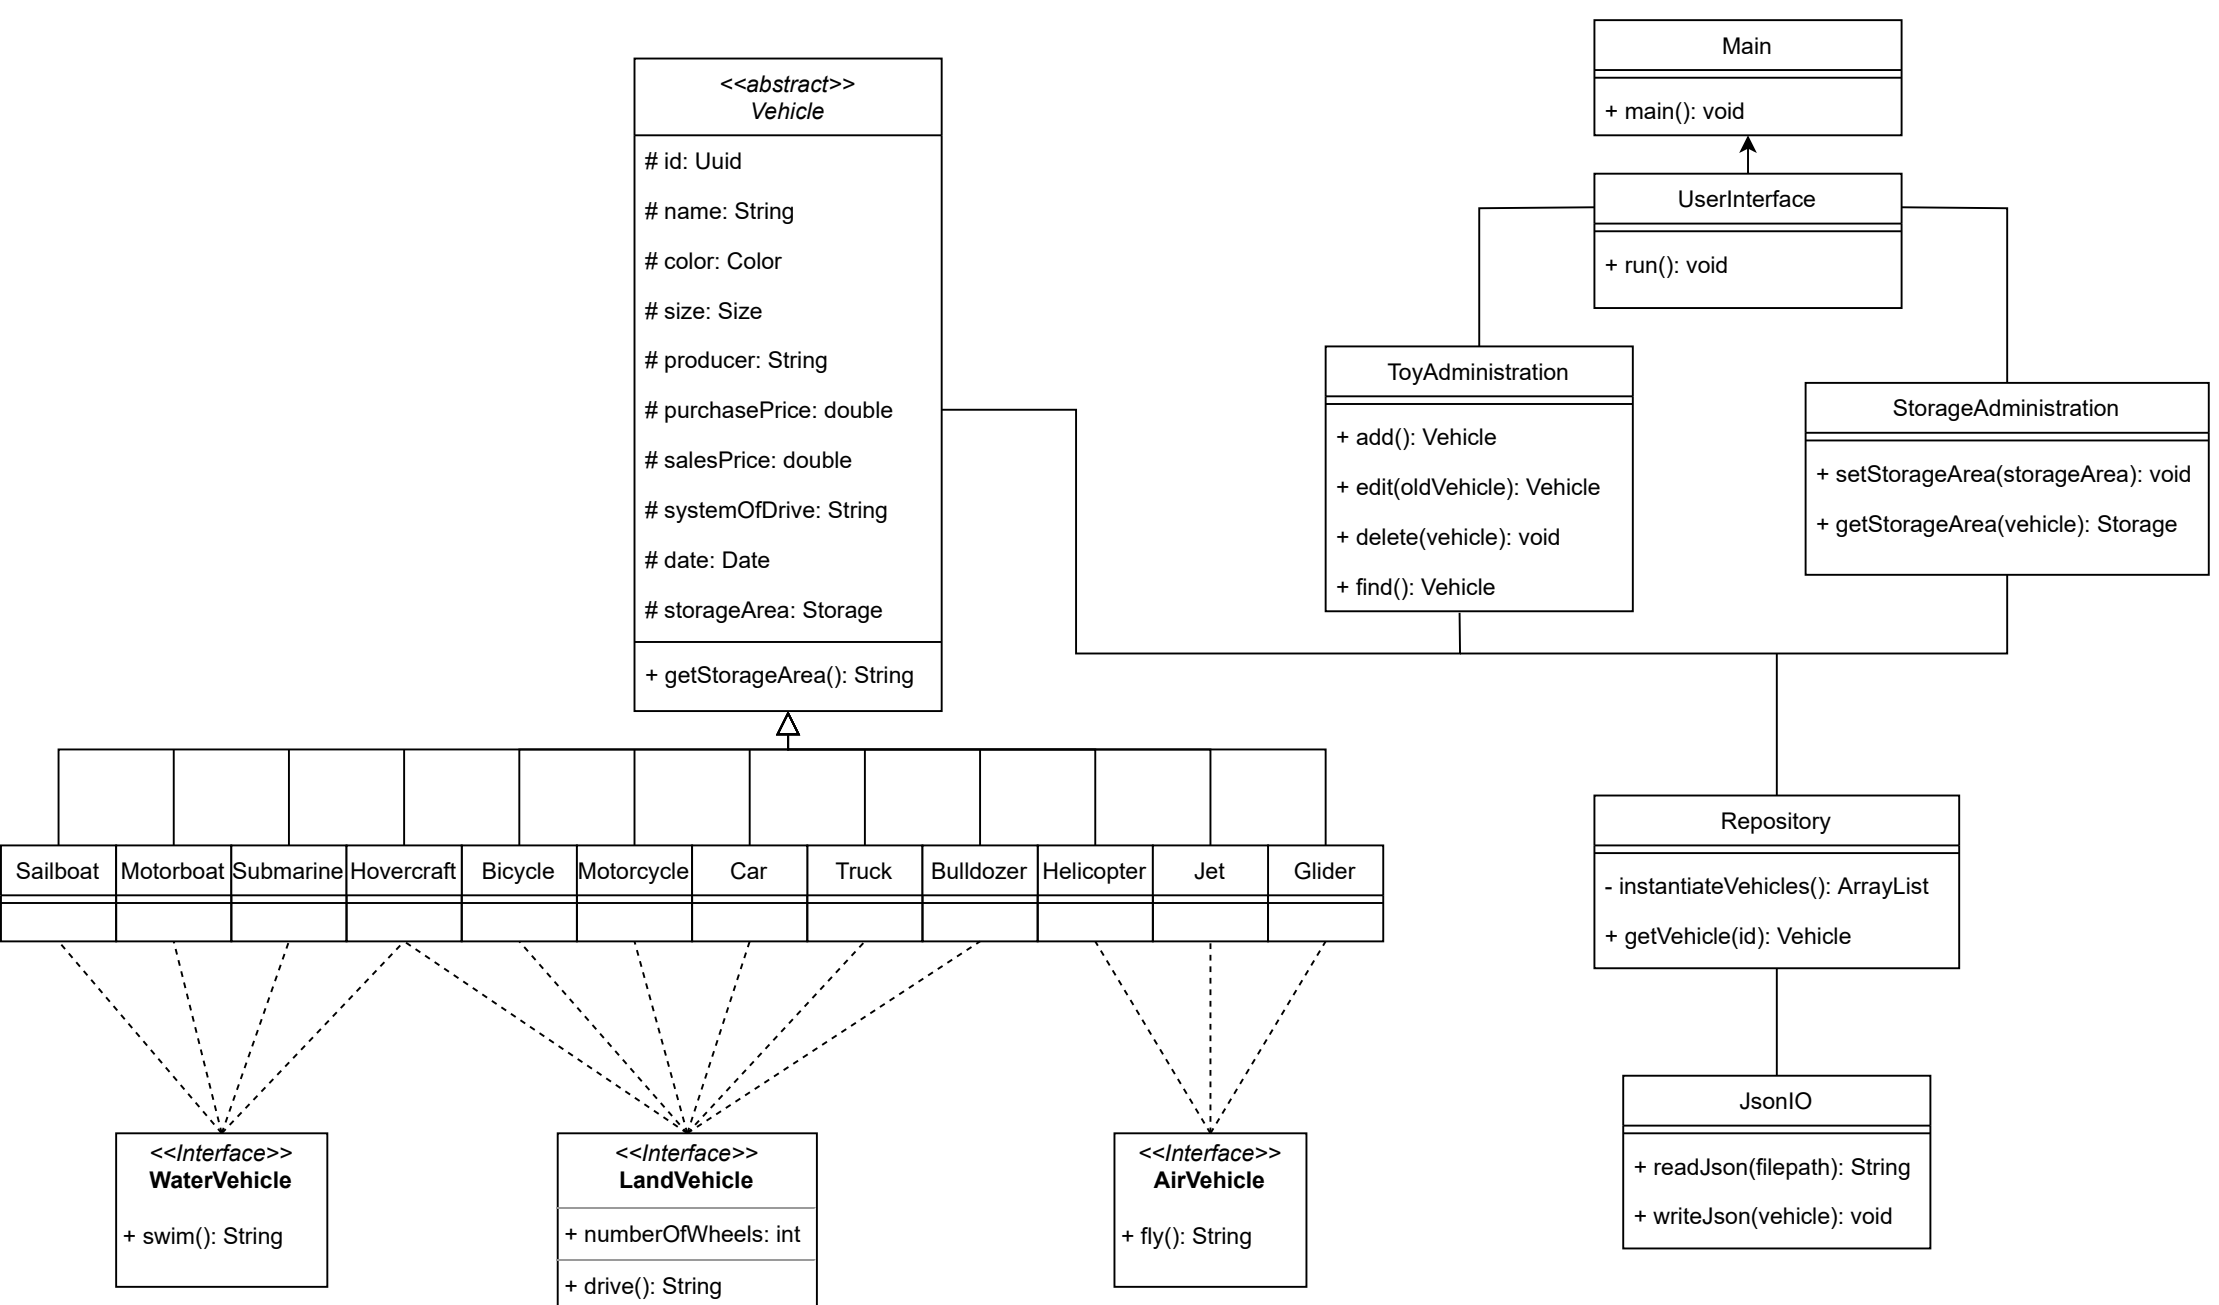 <<abstract>>
Vehicle
# id: Uuid
# name: String
# color: Color
# size: Size
# producer: String
# purchasePrice: double
# salesPrice: double
# systemOfDrive: String
# date: Date
# storageArea: Storage
+ getStorageArea(): String
Main
+ main(): void
UserInterface
+ run(): void
ToyAdministration
+ add(): Vehicle
+ edit(oldVehicle): Vehicle
+ delete(vehicle): void
+ find(): Vehicle
StorageAdministration
+ setStorageArea(storageArea): void
+ getStorageArea(vehicle): Storage
Sailboat
Motorboat
Submarine
Hovercraft
Bicycle
Motorcycle
Car
Truck
Bulldozer
Helicopter
Jet
Glider
Repository
- instantiateVehicles(): ArrayList
+ getVehicle(id): Vehicle
<<Interface>>
WaterVehicle
+ swim(): String
<<Interface>>
LandVehicle
+ numberOfWheels: int
+ drive(): String
<<Interface>>
AirVehicle
+ fly(): String
JsonIO
+ readJson(filepath): String
+ writeJson(vehicle): void